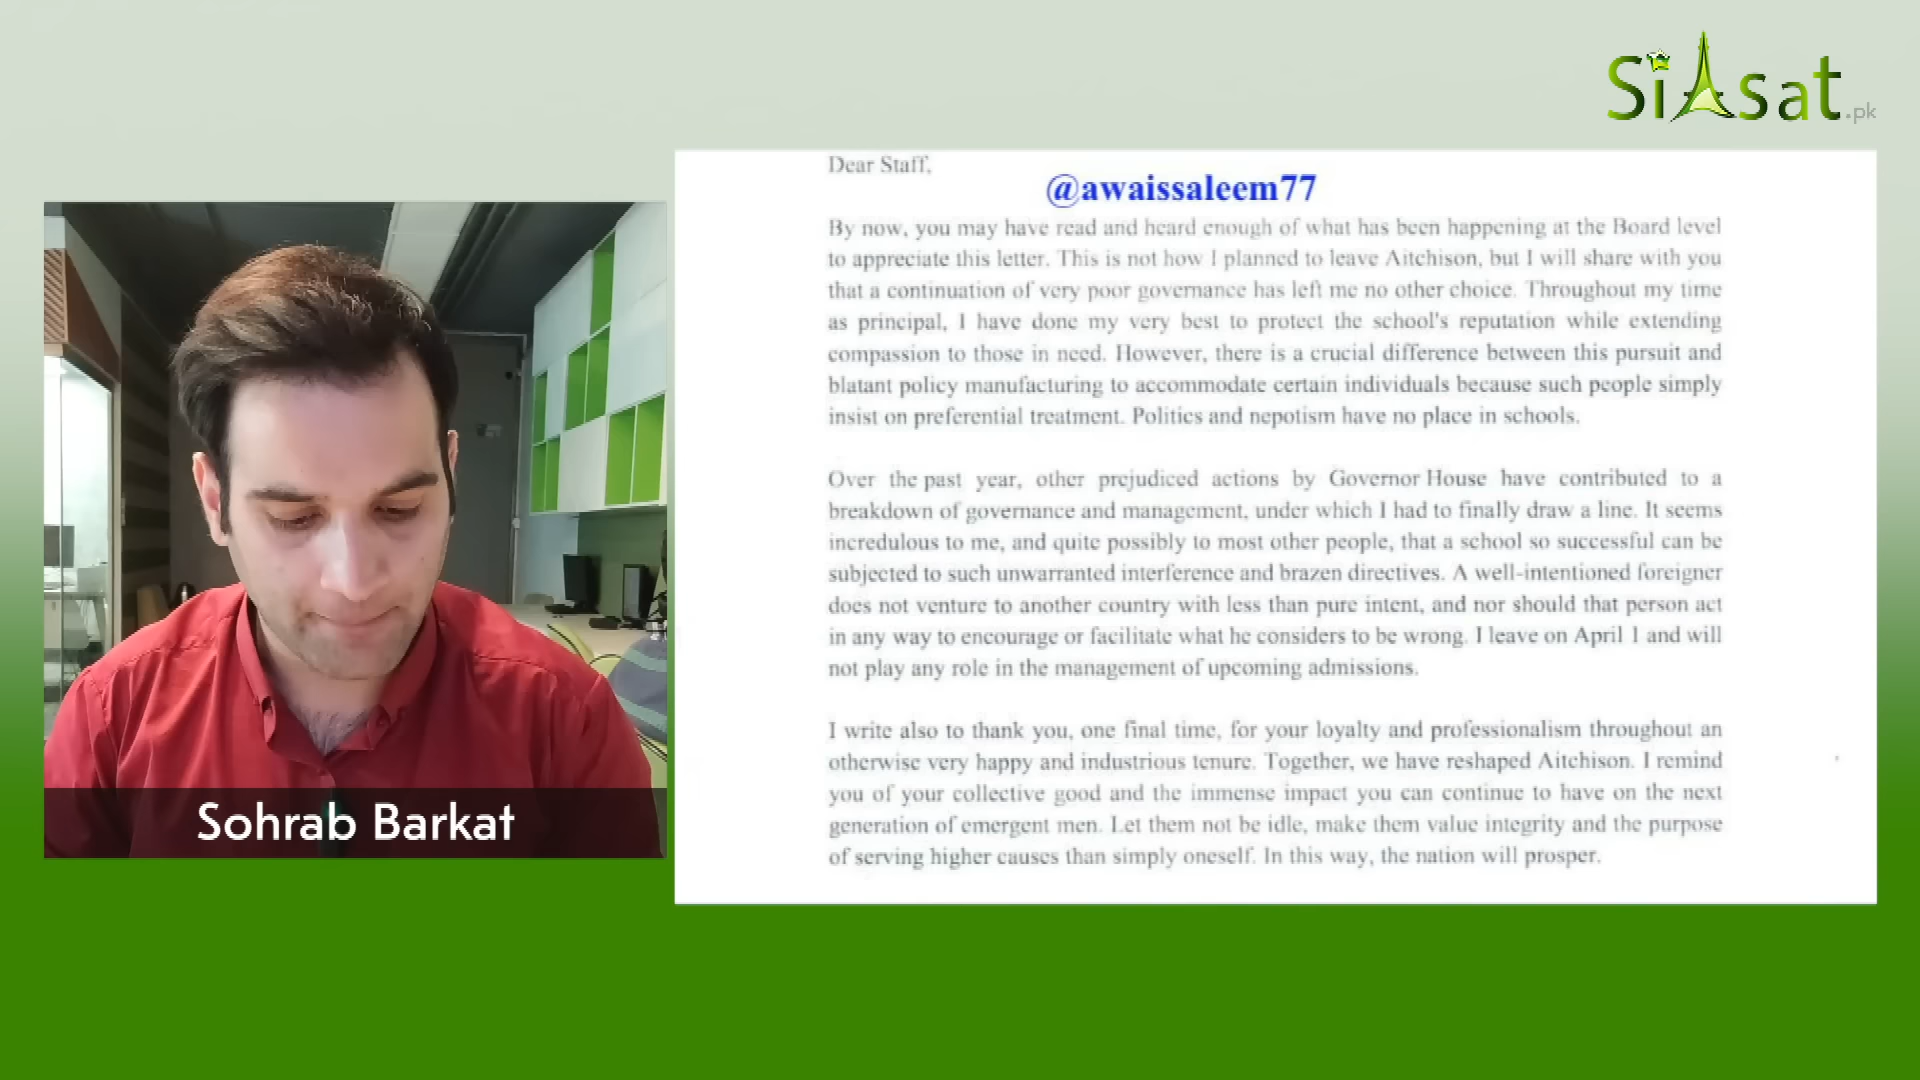 SiAsat.pk
Dear Staff,
@awaissaleem77
By now, you may have read and heard enough of what has been happening at the Board level
to appreciate this letter. This is not how I planned to leave Aitchison, but I will share with you
that a continuation of very poor governance has left me no other choice. Throughout my time
as principal, I have done my very best to protect the school's reputation while extending
compassion to those in need. However, there is a crucial difference between this pursuit and
blatant policy manufacturing to accommodate certain individuals because such people simply
insist on preferential treatment. Politics and nepotism have no place in schools.
Over the past year, other prejudiced actions by Governor House have contributed to a
breakdown of governance and management, under which I had to finally draw a line. It seems
incredulous to me, and quite possibly to most other people, that a school so successful can be
subjected to such unwarranted interference and brazen directives. A well-intentioned foreigner
does not venture to another country with less than pure intent, and nor should that person act
in any way to encourage or facilitate what he considers to be wrong. I leave on April 1 and will
not play any role in the management of upcoming admissions.
I write also to thank you, one final time, for your loyalty and professionalism throughout an
otherwise very happy and industrious tenure. Together, we have reshaped Aitchison. I remind
you of your collective good and the immense impact you can continue to have on the next
generation of emergent men. Let them not be idle, make them value integrity and the purpose
of serving higher causes than simply oneself. In this way, the nation will prosper.
Sohrab Barkat